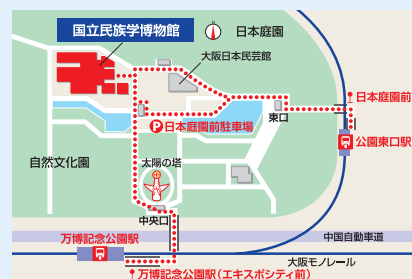 国立民族学博物館
日本庭園
大阪日本民芸館
日本庭園前
東口
P日本庭園前駐車場
公園東口駅
自然文化園
太陽の塔
中央口
万博記念公園駅
中国自動車道
大阪モノレール
万博記念公園駅(エキスポシティ前)